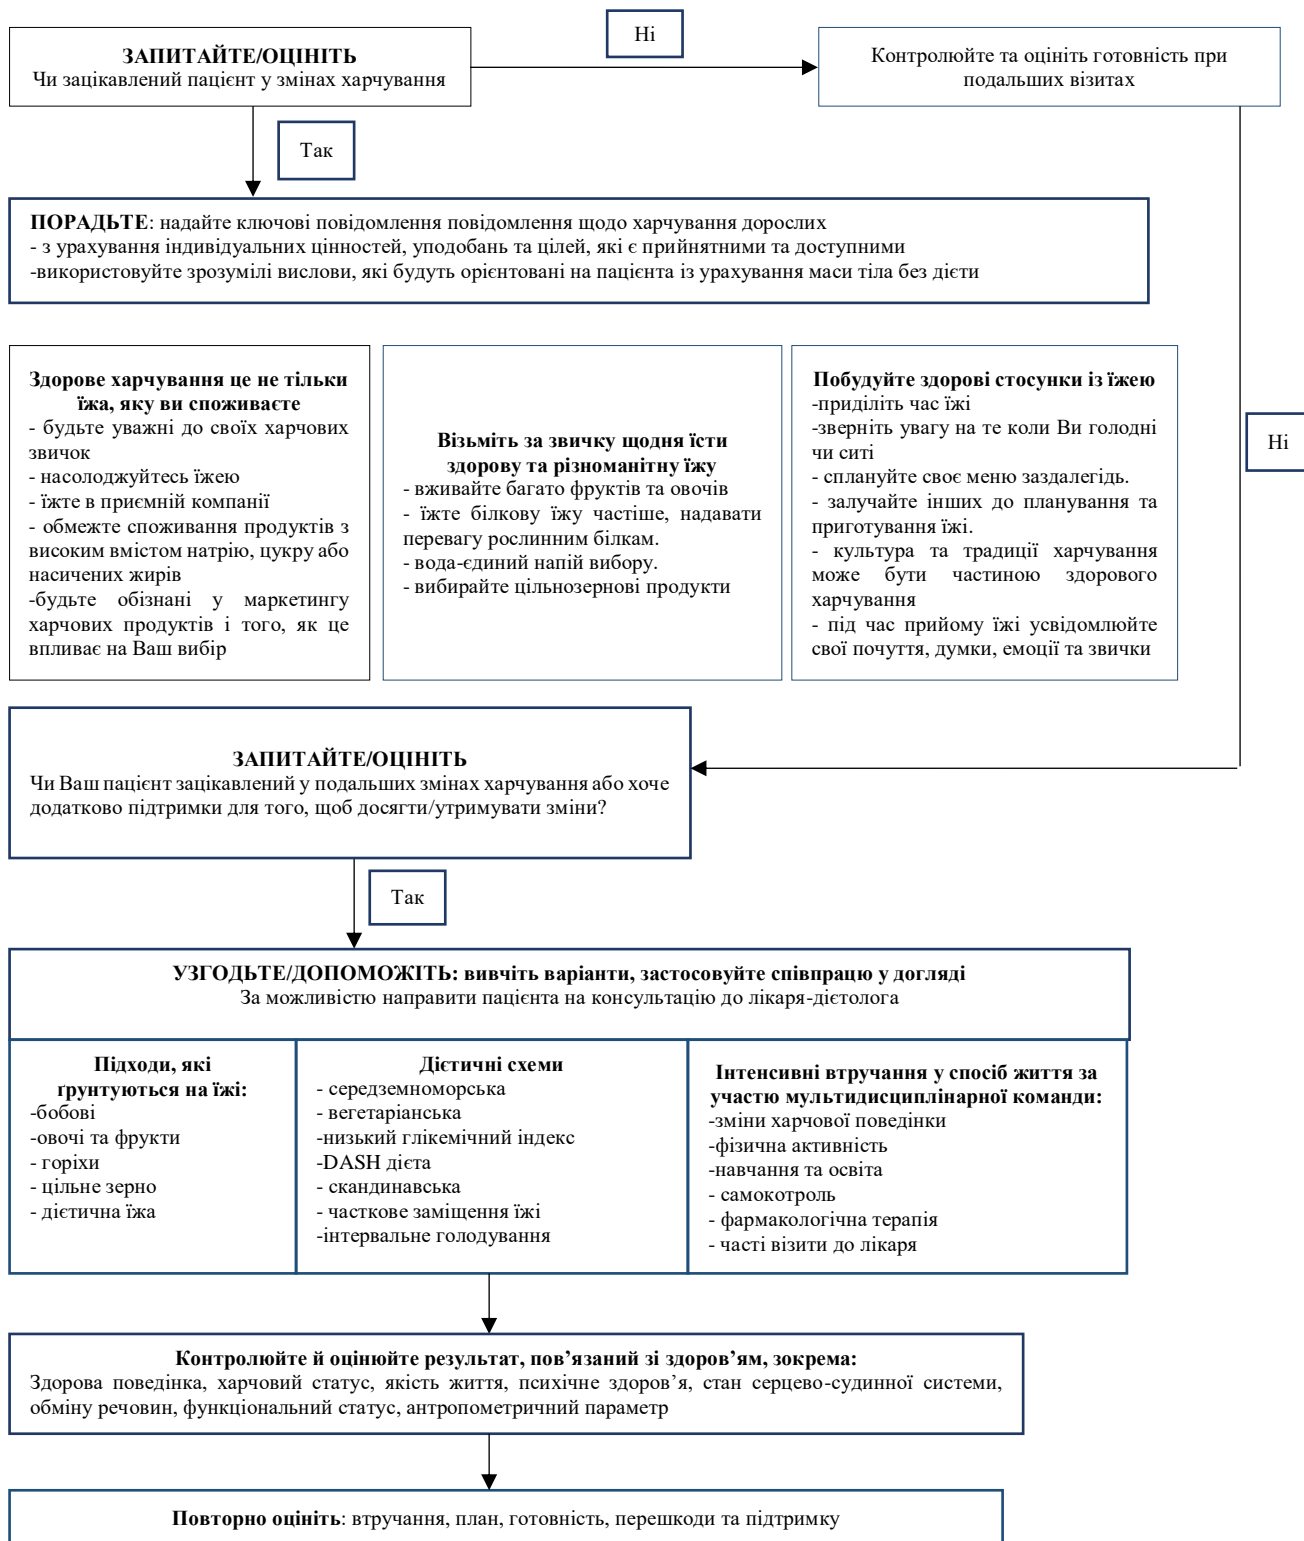 Ні
ЗАПИТАЙТЕ/ОЦІНІТЬ
Чи зацікавлений пацієнт у змінах харчування
Контролюйте та оцініть готовність при
подальших візитах
Так
ПОРАДЬТЕ: надайте ключові повідомлення повідомлення щодо харчування дорослих
- з урахування індивідуальних цінностей, уподобань та цілей, які є прийнятними та доступними
-використовуйте зрозумілі вислови, які будуть орієнтовані на пацієнта із урахування маси тіла без дієти
Здорове харчування це не тільки
їжа, яку ви споживаєте
- будьте уважні до своїх харчових
звичок
- насолоджуйтесь їжею
- їжте в приємній компанії
- обмежте споживання продуктів з
високим вмістом натрію, цукру або
насичених жирів
-будьте обізнані у маркетингу
харчових продуктів і того, як це
впливає на Ваш вибір
Візьміть за звичку щодня їсти
здорову та різноманітну їжу
- вживайте багато фруктів та овочів
- їжте білкову їжу частіше, надавати
перевагу рослинним білкам.
- вода-єдиний напій вибору.
- вибирайте цільнозернові продукти
Побудуйте здорові стосунки із їжею
-приділіть час їжі
-зверніть увагу на те коли Ви голодні
чи ситі
- сплануйте своє меню заздалегідь.
- залучайте інших до планування та
приготування їжі.
- культура та традиції харчування
може бути частиною здорового
харчування
- під час прийому їжі усвідомлюйте
свої почуття, думки, емоції та звички
Ні
ЗАПИТАЙТЕ/ОЦІНІТЬ
Чи Ваш пацієнт зацікавлений у подальших змінах харчування або хоче
додатково підтримки для того, щоб досягти/утримувати зміни?
Так
УЗГОДЬТЕ/ДОПОМОЖІТЬ: вивчіть варіанти, застосовуйте співпрацю у догляді
За можливістю направити пацієнта на консультацію до лікаря-дієтолога
Підходи, які
ґрунтуються на їжі:
-бобові
-овочі та фрукти
- горіхи
- цільне зерно
- дієтична їжа
Дієтичні схеми
- середземноморська
- вегетаріанська
-низький глікемічний індекс
-DASH дієта
- скандинавська
- часткове заміщення їжі
-інтервальне голодування
Інтенсивні втручання у спосіб життя за
участю мультидисциплінарної команди:
-зміни харчової поведінки
-фізична активність
-навчання та освіта
- самокотроль
- фармакологічна терапія
- часті візити до лікаря
Контролюйте й оцінюйте результат, пов’язаний зі здоров’ям, зокрема:
Здорова поведінка, харчовий статус, якість життя, психічне здоров’я, стан серцево-судинної системи,
обміну речовин, функціональний статус, антропометричний параметр
Повторно оцініть: втручання, план, готовність, перешкоди та підтримку